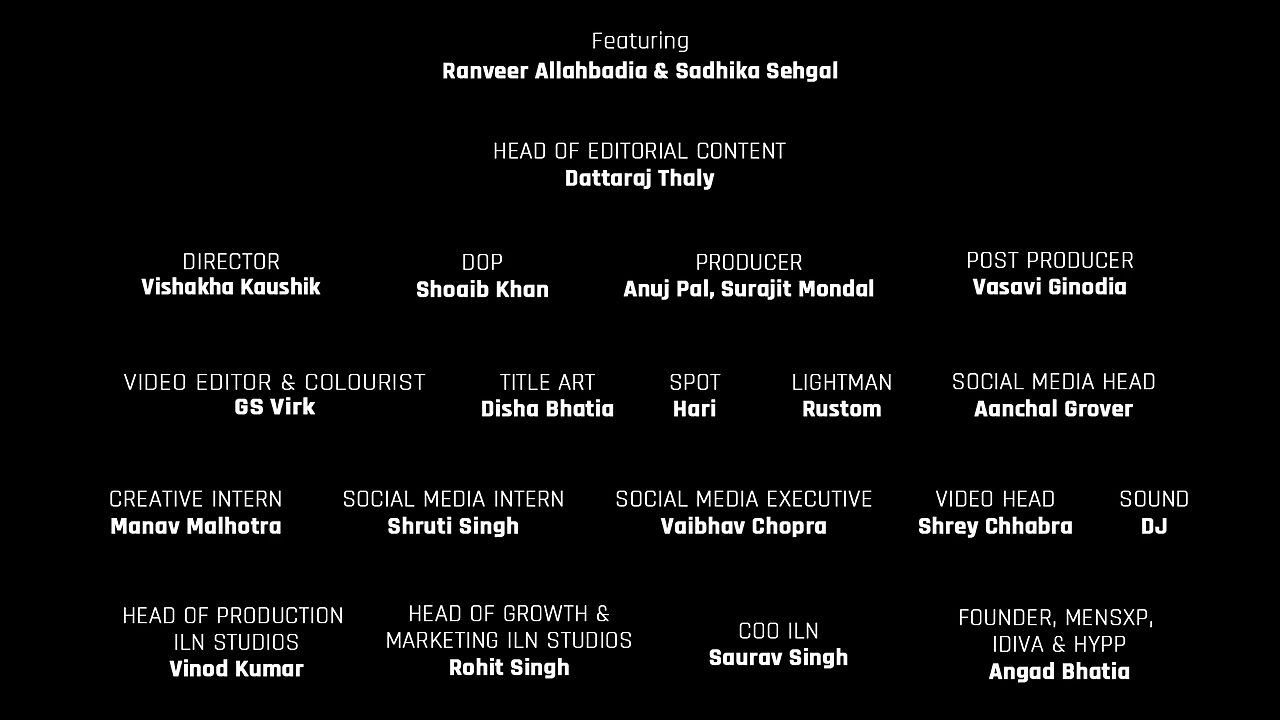 Featuring
Ranveer Allahbadia & Sadhika Sehgal
HEAD OF EDITORIAL CONTENT
Dattaraj Thaly
DIRECTOR
Vishakha Kaushik
DOP
Shoaib Khan
PRODUCER
Anuj Pal, Surajit Mondal
POST PRODUCER
Vasavi Ginodia
VIDEO EDITOR & COLOURIST
GS Virk
TITLE ART
Disha Bhatia
SPOT
Hari
LIGHTMAN
Rustom
SOCIAL MEDIA HEAD
Aanchal Grover
CREATIVE INTERN
Manav Malhotra
SOCIAL MEDIA INTERN
Shruti Singh
SOCIAL MEDIA EXECUTIVE
Vaibhav Chopra
VIDEO HEAD
Shrey Chhabra
SOUND
DJ
HEAD OF PRODUCTION
ILN STUDIOS
Vinod Kumar
HEAD OF GROWTH &
MARKETING ILN STUDIOS
Rohit Singh
COO ILN
Saurav Singh
FOUNDER, MENSXP,
IDIVA & HYPP
Angad Bhatia